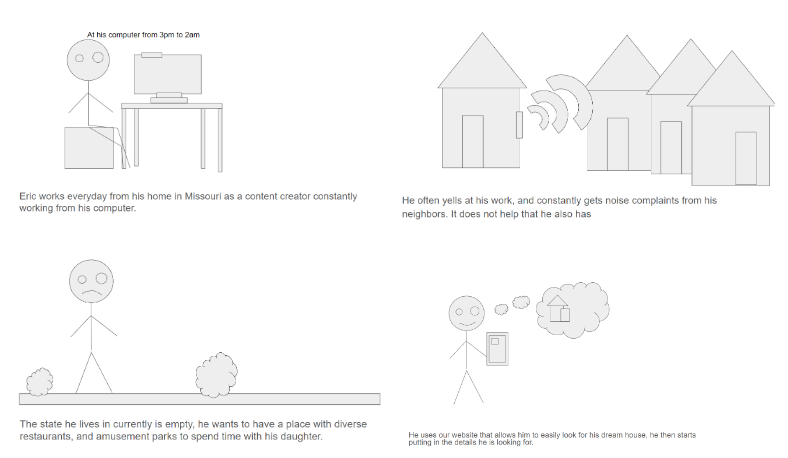 At his computer from 3pm to 2am
Eric works everyday from his home in Missouri as a content creator constantly
working from his computer.
He often yells at his work, and constantly gets noise complaints from his
neighbors. It does not help that he also has
The state he lives in currently is empty, he wants to have a place with diverse
restaurants, and amusement parks to spend time with his daughter.
He uses our website that allows him to easily look for his dream house, he then starts
putting in the details he is looking for.